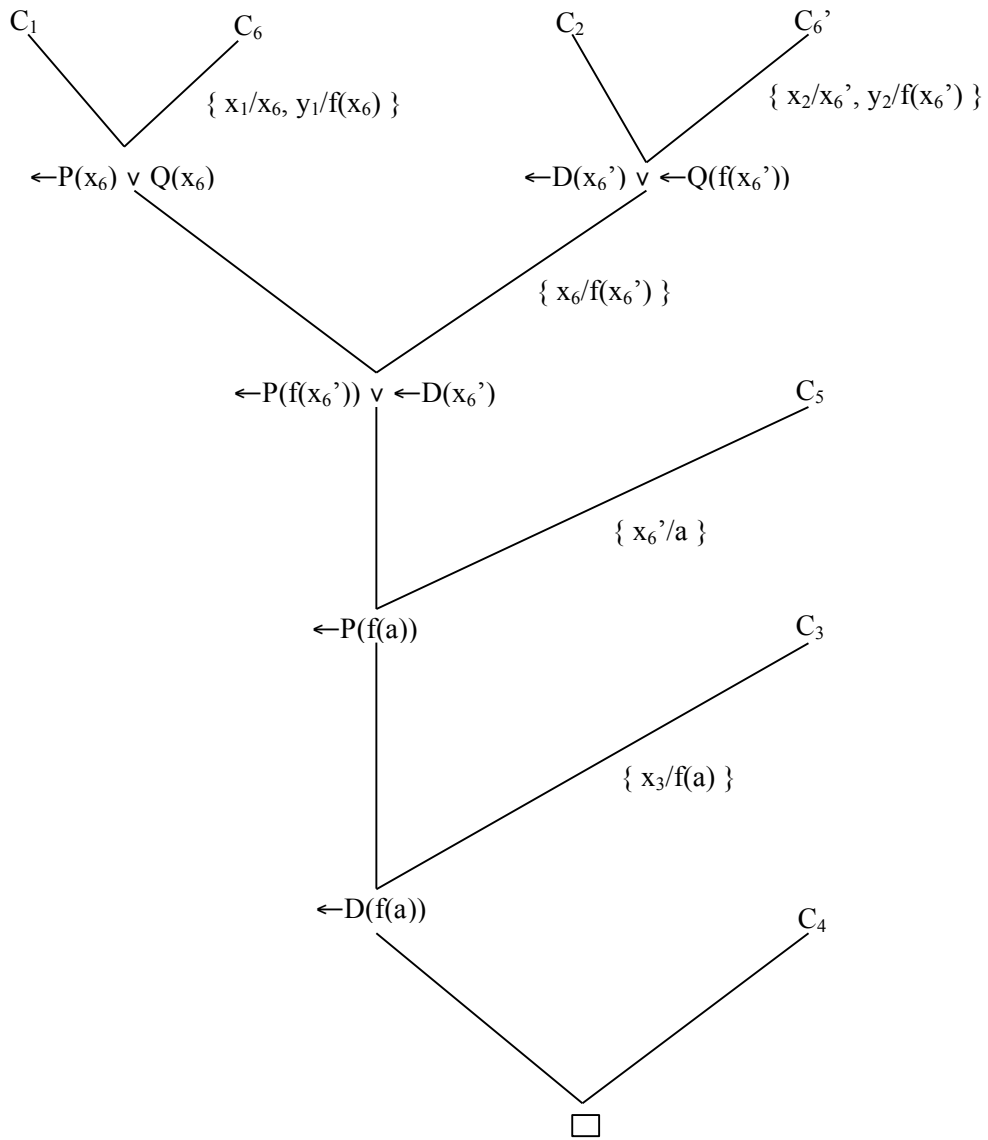 C₁ C₆ C₂ C₆’
{ x₁/x₆, y₁/f(x₆) } { x₂/x₆’, y₂/f(x₆’) }
←P(x₆) ∨ Q(x₆) ←D(x₆’) ∨ ←Q(f(x₆’))
{ x₆/f(x₆’) }
←P(f(x₆’)) ∨ ←D(x₆’) C₅
{ x₆’/a }
←P(f(a)) C₃
{ x₃/f(a) }
←D(f(a)) C₄